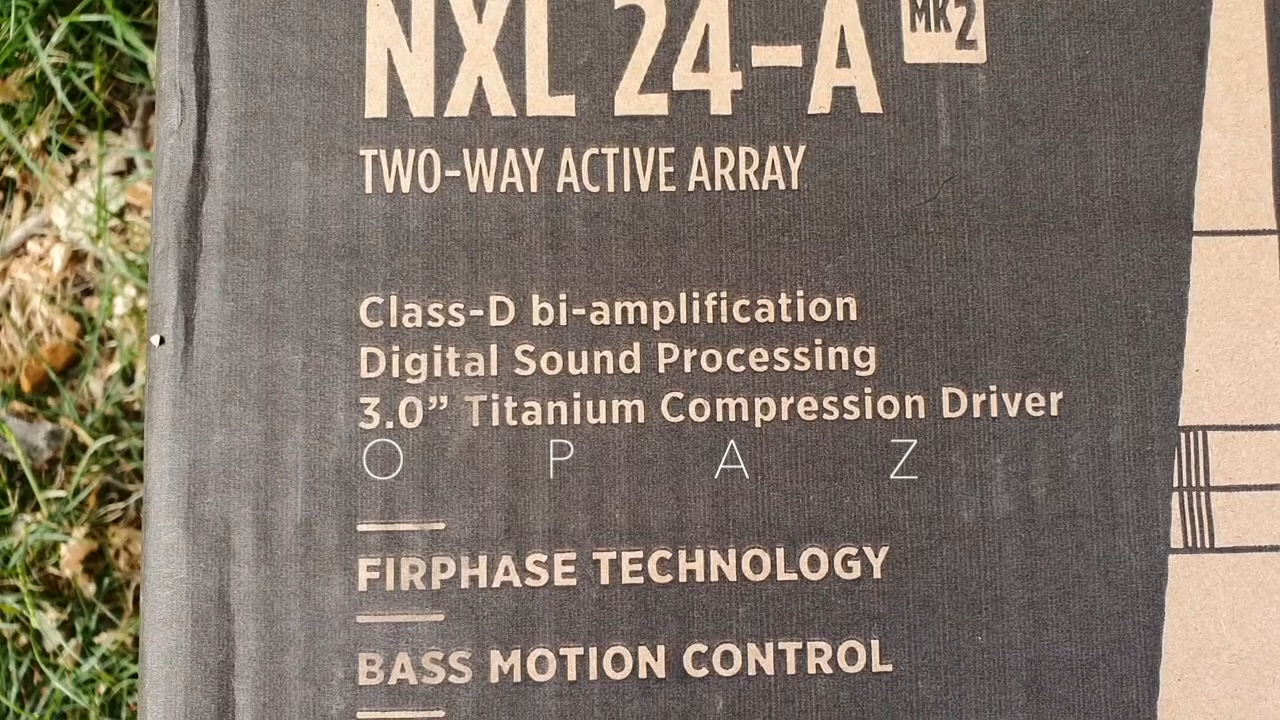 NXL 24-A MK2
TWO-WAY ACTIVE ARRAY
Class-D bi-amplification
Digital Sound Processing
3.0” Titanium Compression Driver
O P A Z
FIRPHASE TECHNOLOGY
BASS MOTION CONTROL